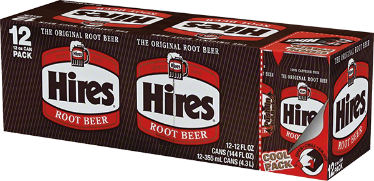 12
12 oz CAN
PACK
THE ORIGINAL ROOT BEER
Hires
ROOT BEER
THE ORIGINAL ROOT BEER
Hires
ROOT BEER
12-12 FL OZ
CANS (144 FL OZ)
12-355 mL CANS (4.3 L)
Hires
THE ORIGINAL ROOT BEER
Hires
COOL
PACK
Hires
12